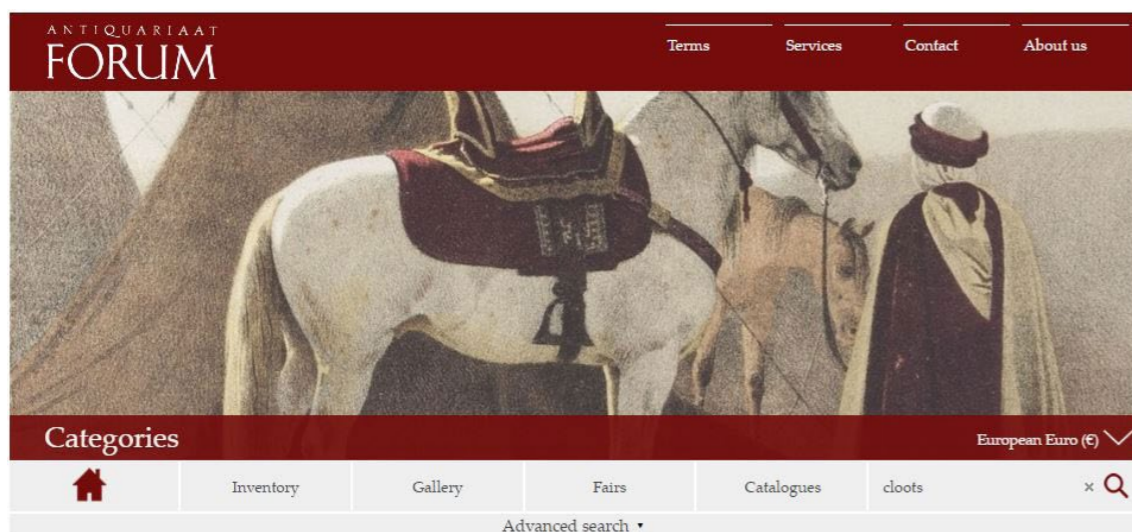 ANTIQUARIAAT
FORUM
Terms Services Contact About us
Categories
European Euro (€)
Inventory Gallery Fairs Catalogues cloots ×
Advanced search ▾